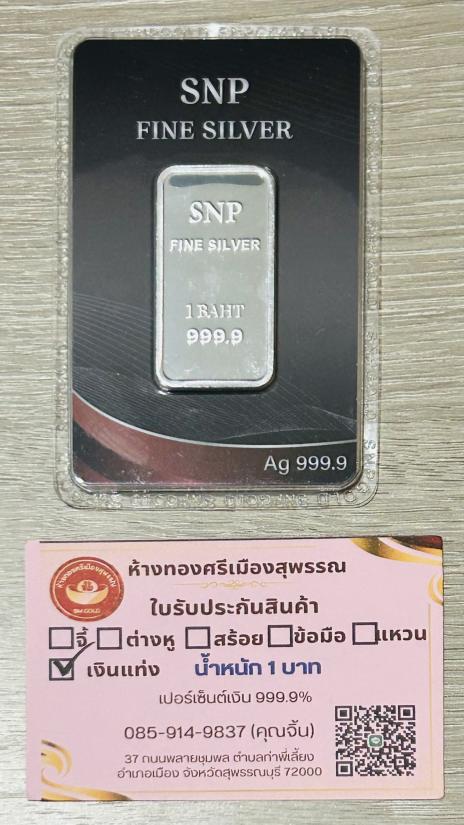 SNP
FINE SILVER
SNP
FINE SILVER
1 BAHT
999.9
Ag 999.9
ห้างทองศรีเมืองสุพรรณ
SM GOLD
ใบรับประกันสินค้า
จี้ ต่างหู สร้อย ข้อมือ แหวน
เงินแท่ง น้ำหนัก 1 บาท
เปอร์เซ็นต์เงิน 999.9%
085-914-9837 (คุณจิ้น)
37 ถนนพลายชุมพล ตำบลท่าพี่เลี้ยง
อำเภอเมือง จังหวัดสุพรรณบุรี 72000